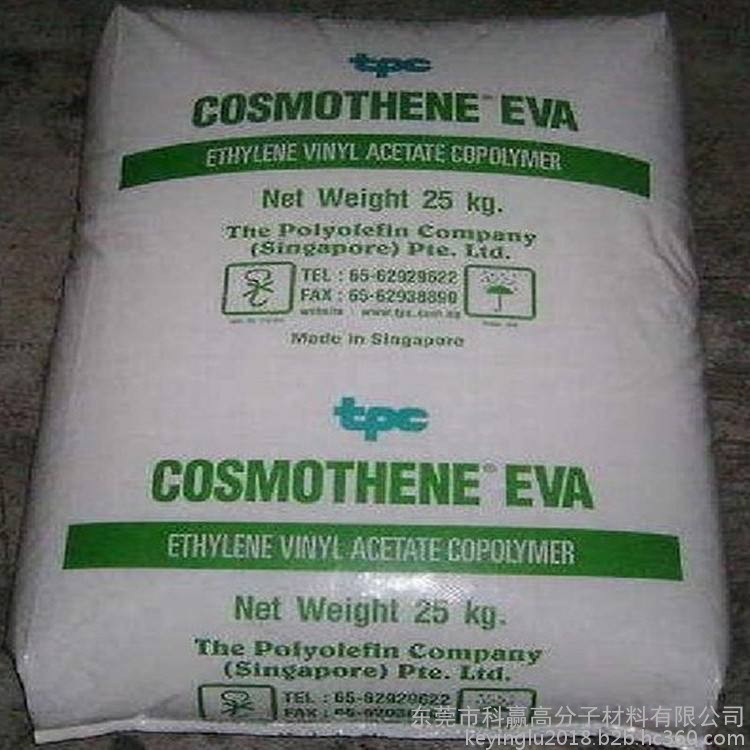 tpc
COSMOTHENE® EVA
ETHYLENE VINYL ACETATE COPOLYMER
Net Weight 25 kg.
The Polyolefin Company
(Singapore) Pte. Ltd.
TEL : 65-62929622
FAX : 65-62938890
website : www.tpc.com.sg
Made in Singapore
tpc
COSMOTHENE® EVA
ETHYLENE VINYL ACETATE COPOLYMER
Net Weight 25 kg.
The Polyolefin Company
(Singapore) Pte. Ltd.
TEL : 65-62929622
FAX :
东莞市科赢高分子材料有限公司
keyinglu2018.b2b.hc360.com